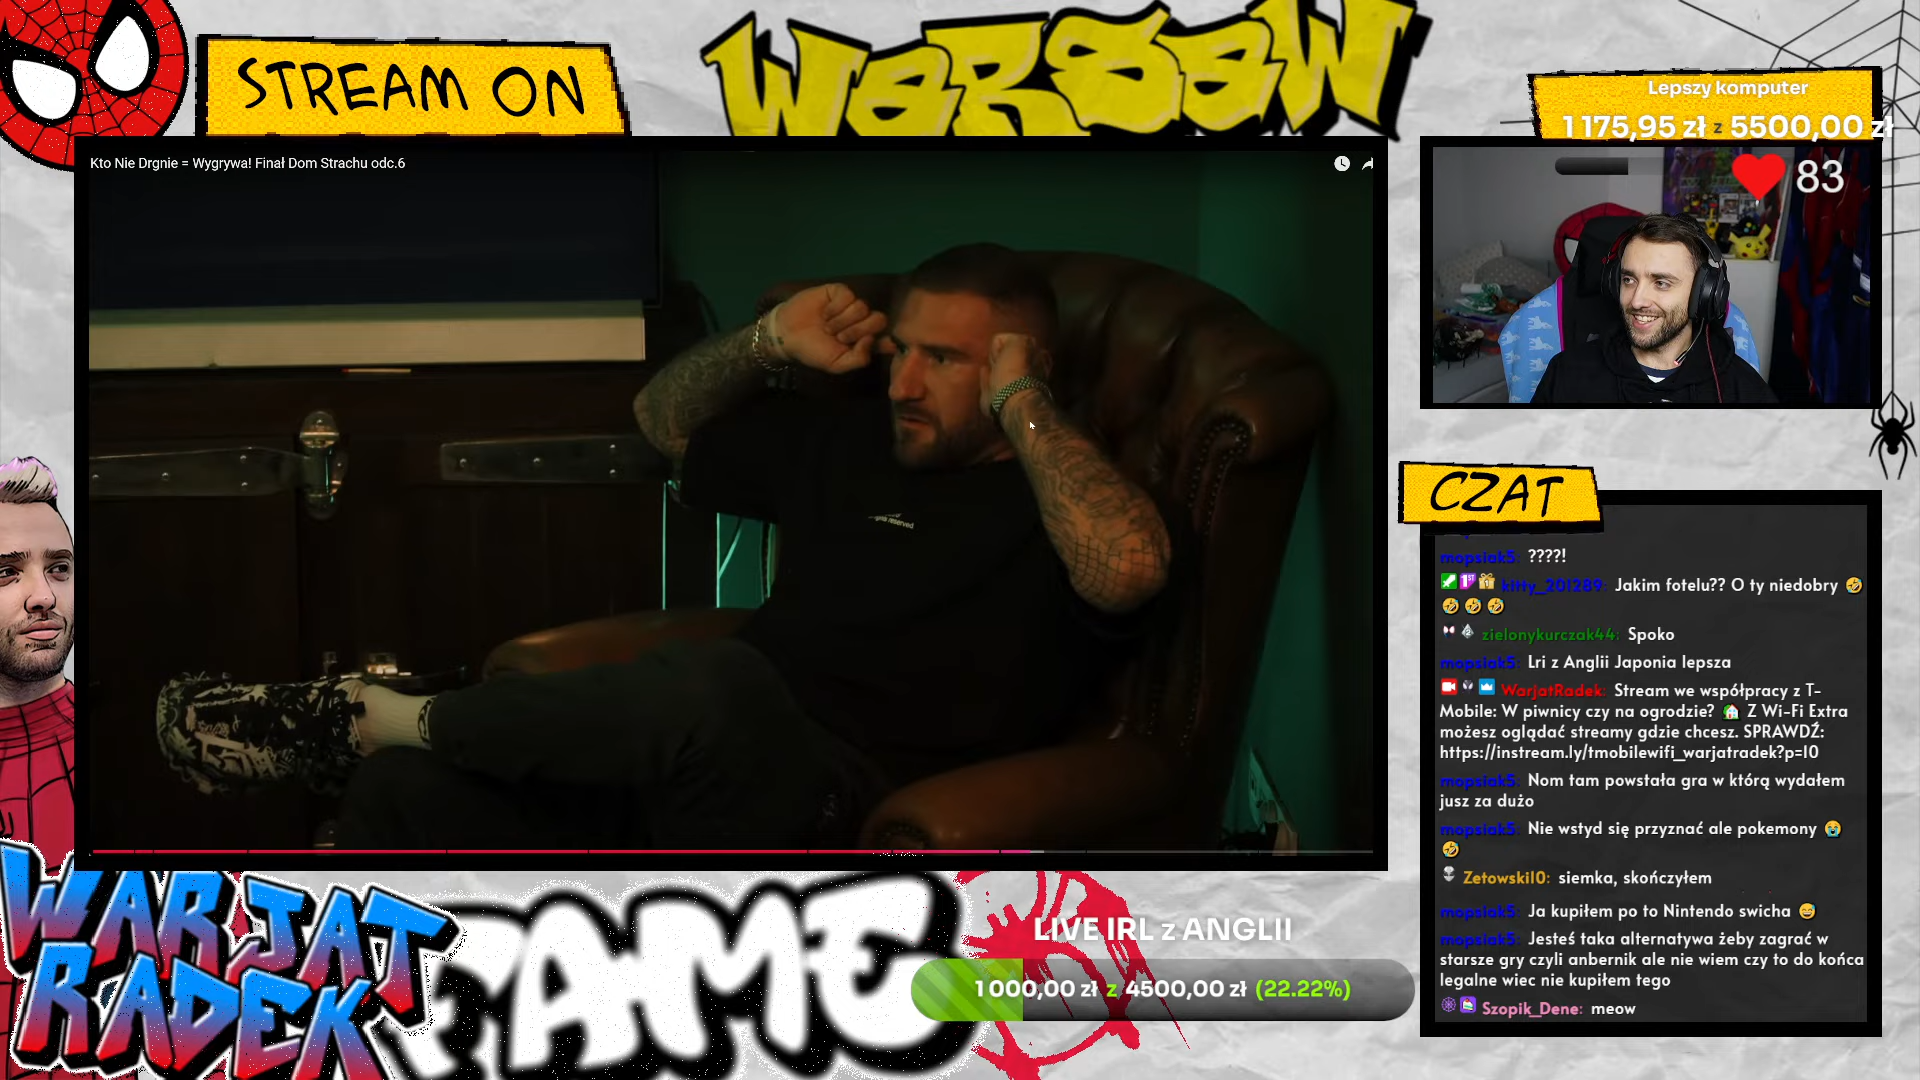 STREAM ON
WARSAW
Lepszy komputer
1 175,95 zł z 5500,00 zł
83
Kto Nie Drgnie = Wygrywa! Finał Dom Strachu odc.6
reserved
CZAT
mopsiak5: ????!
kitty_201289: Jakim fotelu?? O ty niedobry 🤣
🤣 🤣 🤣
zielonykurczak44: Spoko
mopsiak5: Lri z Anglii Japonia lepsza
WarjatRadek: Stream we współpracy z T-
Mobile: W piwnicy czy na ogrodzie? 🏠 Z Wi-Fi Extra
możesz oglądać streamy gdzie chcesz. SPRAWDŹ:
https://instream.ly/tmobilewifi_warjatradek?p=10
mopsiak5: Nom tam powstała gra w którą wydałem
jusz za dużo
mopsiak5: Nie wstyd się przyznać ale pokemony 😭
🤣
Zetowski10: siemka, skończyłem
mopsiak5: Ja kupiłem po to Nintendo swicha 😅
mopsiak5: Jesteś taka alternatywa żeby zagrać w
starsze gry czyli anbernik ale nie wiem czy to do końca
legalne wiec nie kupiłem tego
Szopik_Dene: meow
WARJAT
RADEK
FAME
LIVE IRL z ANGLII
1 000,00 zł z 4500,00 zł (22.22%)